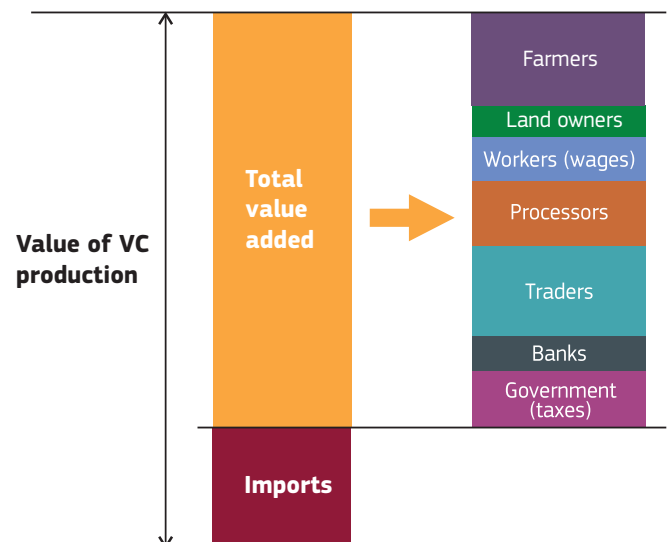 Value of VC
production
Total
value
added
Imports
Farmers
Land owners
Workers (wages)
Processors
Traders
Banks
Government
(taxes)